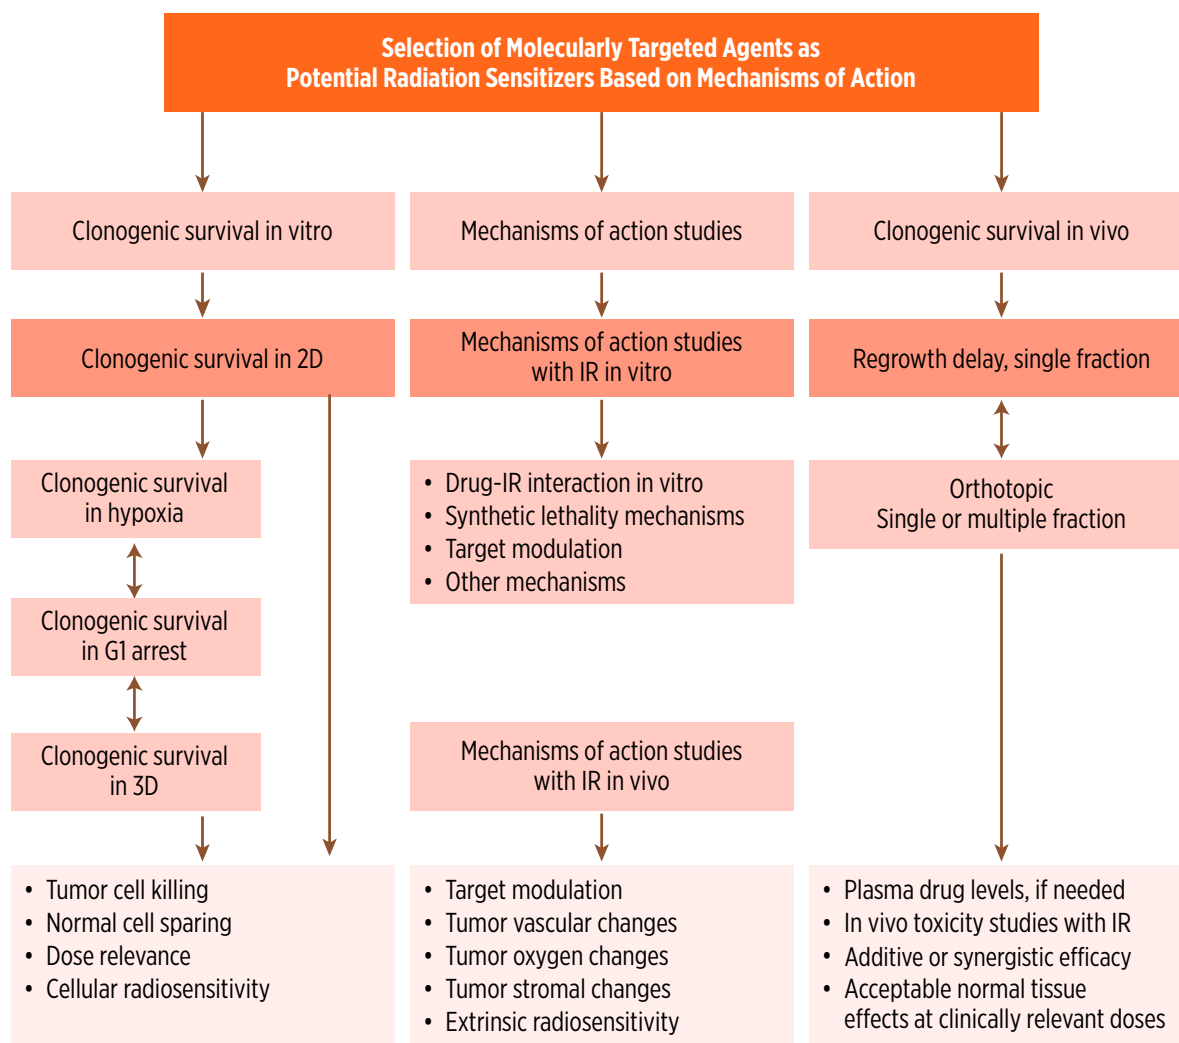 Selection of Molecularly Targeted Agents as
Potential Radiation Sensitizers Based on Mechanisms of Action
Clonogenic survival in vitro
Clonogenic survival in 2D
Clonogenic survival
in hypoxia
Clonogenic survival
in G1 arrest
Clonogenic survival
in 3D
• Tumor cell killing
• Normal cell sparing
• Dose relevance
• Cellular radiosensitivity
Mechanisms of action studies
Mechanisms of action studies
with IR in vitro
• Drug-IR interaction in vitro
• Synthetic lethality mechanisms
• Target modulation
• Other mechanisms
Mechanisms of action studies
with IR in vivo
• Target modulation
• Tumor vascular changes
• Tumor oxygen changes
• Tumor stromal changes
• Extrinsic radiosensitivity
Clonogenic survival in vivo
Regrowth delay, single fraction
Orthotopic
Single or multiple fraction
• Plasma drug levels, if needed
• In vivo toxicity studies with IR
• Additive or synergistic efficacy
• Acceptable normal tissue
effects at clinically relevant doses